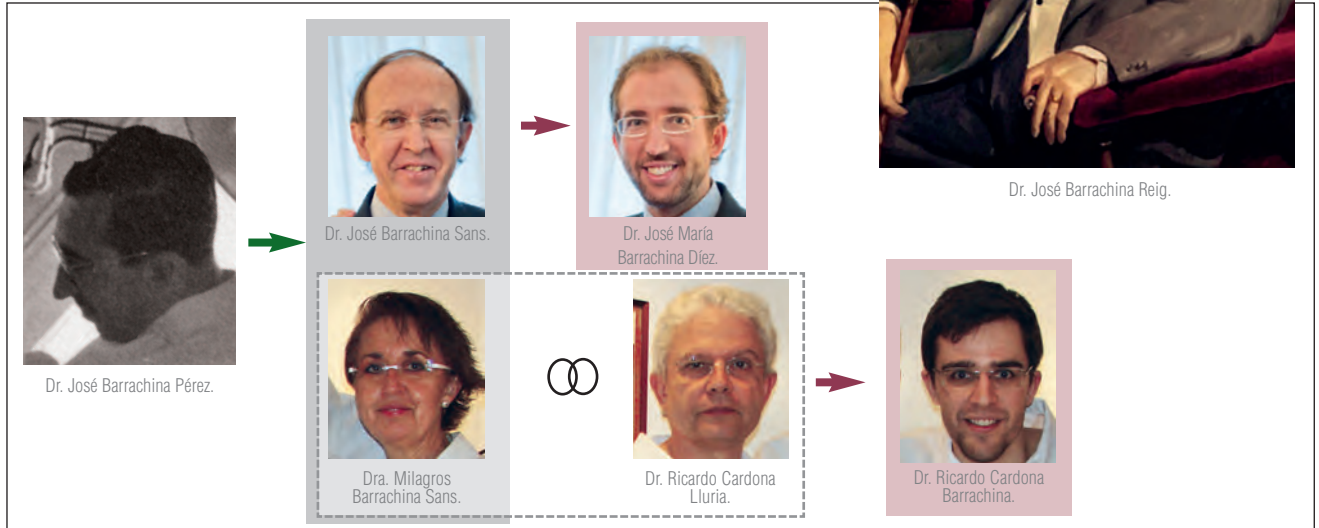 Dr. José Barrachina Reig.
Dr. José Barrachina Sans.
Dr. José María
Barrachina Díez.
Dr. José Barrachina Pérez.
Dra. Milagros
Barrachina Sans.
Dr. Ricardo Cardona
Lluria.
Dr. Ricardo Cardona
Barrachina.